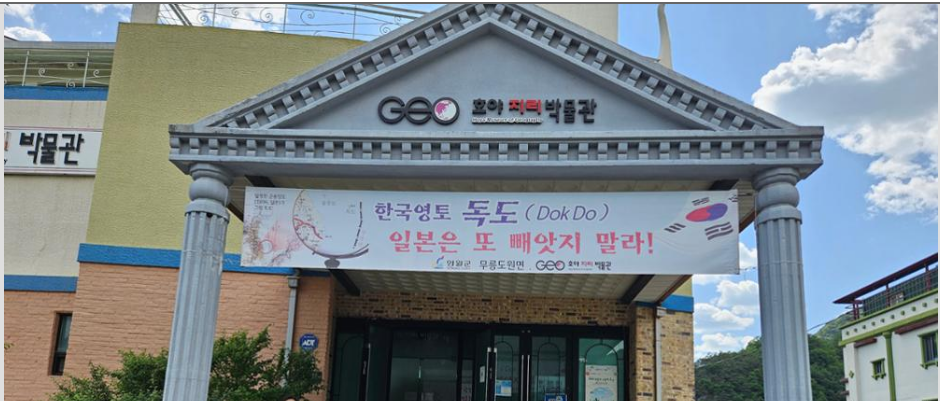 GEO 호야 지리 박물관
박물관
한국영토 독도 (DokDo)
일본은 또 빼앗지 말라!
영월군 무릉도원면, GEO 호야 지리 박물관
ADT